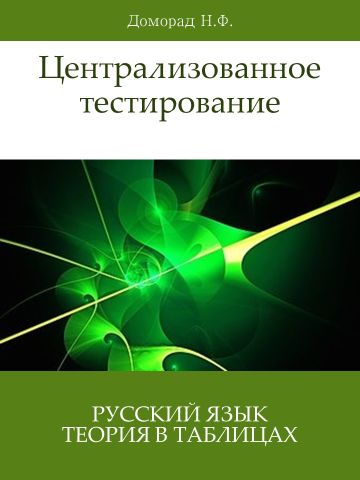 Доморад Н.Ф.
Централизованное
тестирование
РУССКИЙ ЯЗЫК
ТЕОРИЯ В ТАБЛИЦАХ